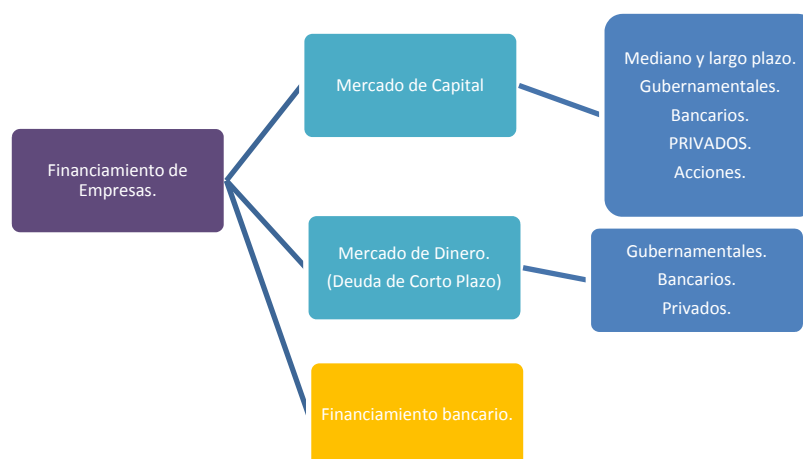 Financiamiento de
Empresas.
Mercado de Capital
Mediano y largo plazo.
Gubernamentales.
Bancarios.
PRIVADOS.
Acciones.
Mercado de Dinero.
(Deuda de Corto Plazo)
Gubernamentales.
Bancarios.
Privados.
Financiamiento bancario.